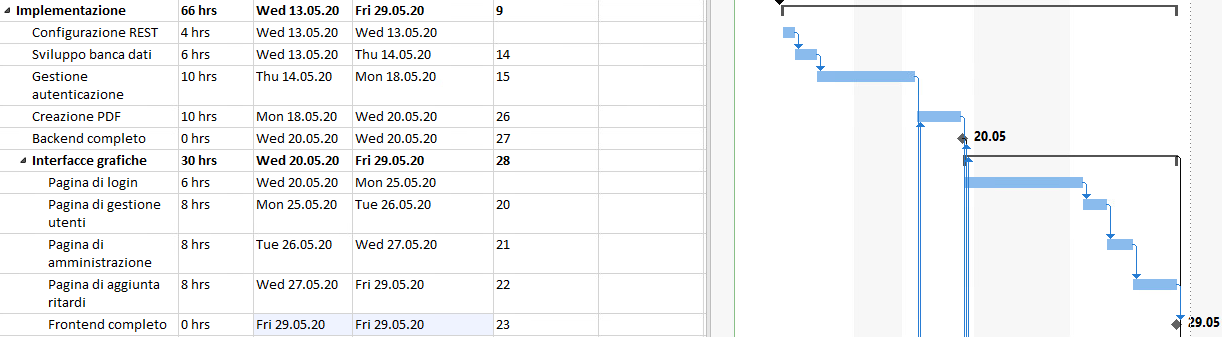 Implementazione 66 hrs Wed 13.05.20 Fri 29.05.20 9
Configurazione REST 4 hrs Wed 13.05.20 Wed 13.05.20
Sviluppo banca dati 6 hrs Wed 13.05.20 Thu 14.05.20 14
Gestione 10 hrs Thu 14.05.20 Mon 18.05.20 15
autenticazione
Creazione PDF 10 hrs Mon 18.05.20 Wed 20.05.20 26
Backend completo 0 hrs Wed 20.05.20 Wed 20.05.20 27 20.05
Interfacce grafiche 30 hrs Wed 20.05.20 Fri 29.05.20 28
Pagina di login 6 hrs Wed 20.05.20 Mon 25.05.20
Pagina di gestione 8 hrs Mon 25.05.20 Tue 26.05.20 20
utenti
Pagina di 8 hrs Tue 26.05.20 Wed 27.05.20 21
amministrazione
Pagina di aggiunta 8 hrs Wed 27.05.20 Fri 29.05.20 22
ritardi
Frontend completo 0 hrs Fri 29.05.20 Fri 29.05.20 23 29.05